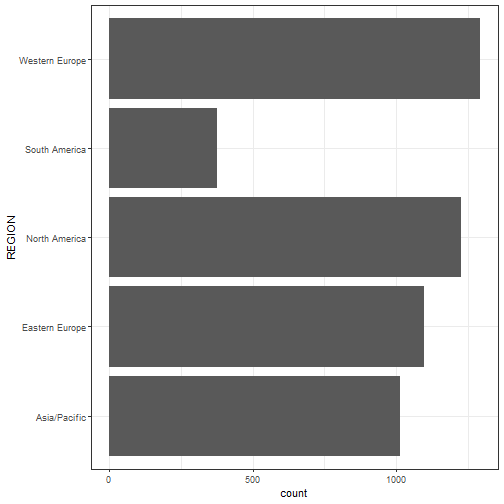 Western Europe
South America
North America
Eastern Europe
Asia/Pacific
REGION
0 500 1000
count